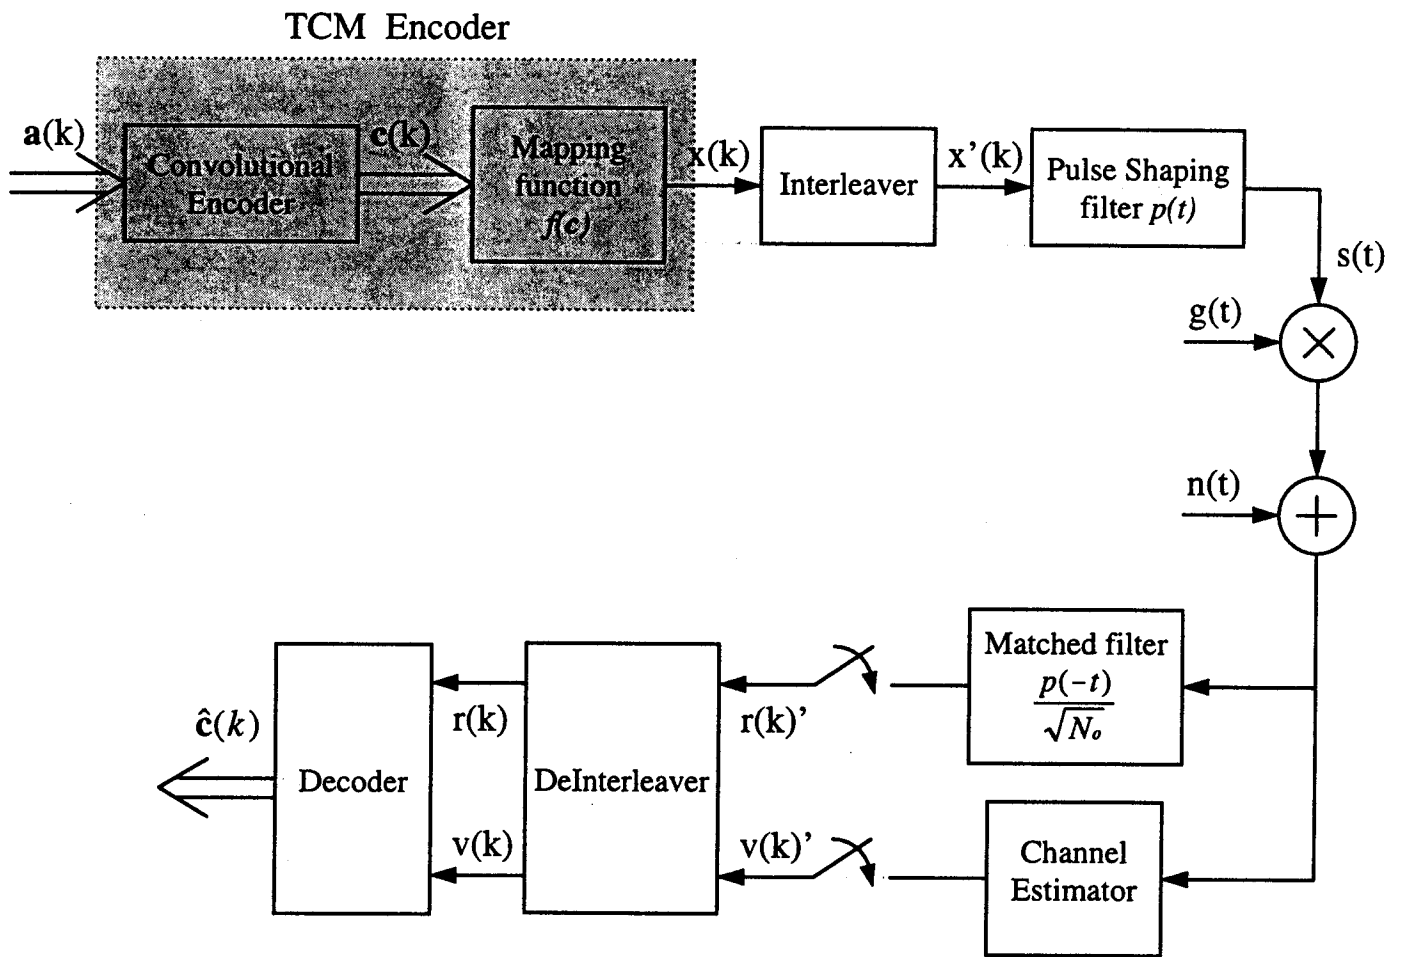 TCM Encoder
a(k)
Convolutional
Encoder
c(k)
Mapping
function
f(c)
x(k)
Interleaver
x'(k)
Pulse Shaping
filter p(t)
s(t)
g(t)
n(t)
Matched filter
p(−t)
√N₀
r(k)'
r(k)
DeInterleaver
Decoder
ĉ(k)
v(k)
v(k)'
Channel
Estimator